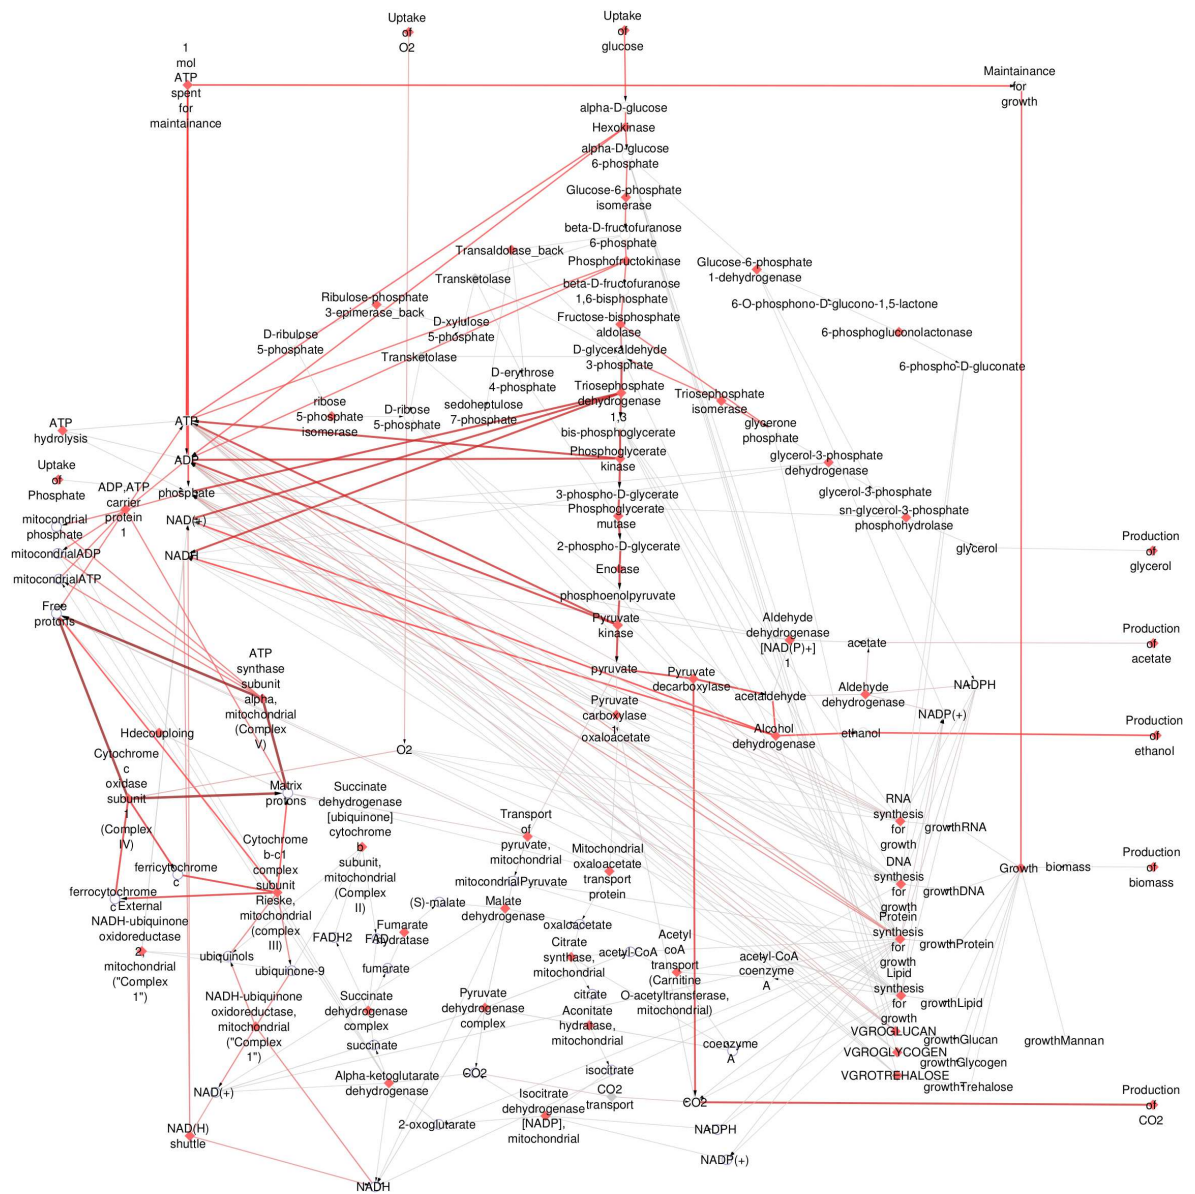 Uptake
of
O2
Uptake
of
glucose
1
mol
ATP
spent
for
maintainance
Maintainance
for
growth
alpha-D-glucose
Hexokinase
alpha-D-glucose
6-phosphate
Glucose-6-phosphate
isomerase
beta-D-fructofuranose
6-phosphate
Transaldolase_back
Phosphofructokinase
Glucose-6-phosphate
1-dehydrogenase
Transketolase
beta-D-fructofuranose
1,6-bisphosphate
Ribulose-phosphate
3-epimerase_back
6-O-phosphono-D-glucono-1,5-lactone
Fructose-bisphosphate
aldolase
D-xylulose
5-phosphate
6-phosphogluconolactonase
D-ribulose
5-phosphate
Transketolase
D-glyceraldehyde
3-phosphate
6-phospho-D-gluconate
D-erythrose
4-phosphate
Triosephosphate
dehydrogenase
Triosephosphate
isomerase
ribose
5-phosphate
isomerase
D-ribose
5-phosphate
sedoheptulose
7-phosphate
1,3
bis-phosphoglycerate
glycerone
phosphate
ATP
ATP
hydrolysis
ADP
Phosphoglycerate
kinase
glycerol-3-phosphate
dehydrogenase
Uptake
of
Phosphate
ADP,ATP
carrier
protein
1
phosphate
3-phospho-D-glycerate
glycerol-3-phosphate
Phosphoglycerate
mutase
sn-glycerol-3-phosphate
phosphohydrolase
mitocondrial
phosphate
NAD(+)
mitocondrialADP
NADH
2-phospho-D-glycerate
glycerol
Production
of
glycerol
mitocondrialATP
Enolase
phosphoenolpyruvate
Free
protons
Pyruvate
kinase
Aldehyde
dehydrogenase
[NAD(P)+]
1
acetate
Production
of
acetate
ATP
synthase
subunit
alpha,
mitochondrial
(Complex
V)
pyruvate
Pyruvate
decarboxylase
acetaldehyde
Aldehyde
dehydrogenase
NADPH
NADP(+)
Pyruvate
carboxylase
1
oxaloacetate
Alcohol
dehydrogenase
ethanol
Production
of
ethanol
Hdecoupling
O2
Cytochrome
c
oxidase
subunit
1
(Complex
IV)
Matrix
protons
Succinate
dehydrogenase
[ubiquinone]
cytochrome
b
subunit,
mitochondrial
(Complex
II)
Transport
of
pyruvate,
mitochondrial
RNA
synthesis
for
growth
growthRNA
Cytochrome
b-c1
complex
subunit
Rieske,
mitochondrial
(complex
III)
Mitochondrial
oxaloacetate
transport
protein
DNA
synthesis
for
growth
growthDNA
Growth
biomass
Production
of
biomass
ferricytochrome
c
mitocondrialPyruvate
ferrocytochrome
c
External
NADH-ubiquinone
oxidoreductase
2,
mitochondrial
("Complex
1")
(S)-malate
Malate
dehydrogenase
oxaloacetate
Protein
synthesis
for
growth
growthProtein
FADH2
FAD
Fumarate
hydratase
Citrate
synthase,
mitochondrial
acetyl-CoA
Acetyl
coA
transport
(Carnitine
O-acetyltransferase,
mitochondrial)
acetyl-CoA
coenzyme
A
ubiquinols
ubiquinone-9
fumarate
Lipid
synthesis
for
growth
growthLipid
NADH-ubiquinone
oxidoreductase,
mitochondrial
("Complex
1")
Succinate
dehydrogenase
complex
Pyruvate
dehydrogenase
complex
citrate
Aconitate
hydratase,
mitochondrial
VGROGLUCAN
growthGlucan
growthMannan
succinate
coenzyme
A
VGROGLYCOGEN
growthGlycogen
VGROTREHALOSE
growthTrehalose
Alpha-ketoglutarate
dehydrogenase
CO2
isocitrate
CO2
transport
NAD(+)
CO2
Production
of
CO2
Isocitrate
dehydrogenase
[NADP],
mitochondrial
2-oxoglutarate
NADPH
NAD(H)
shuttle
NADP(+)
NADH